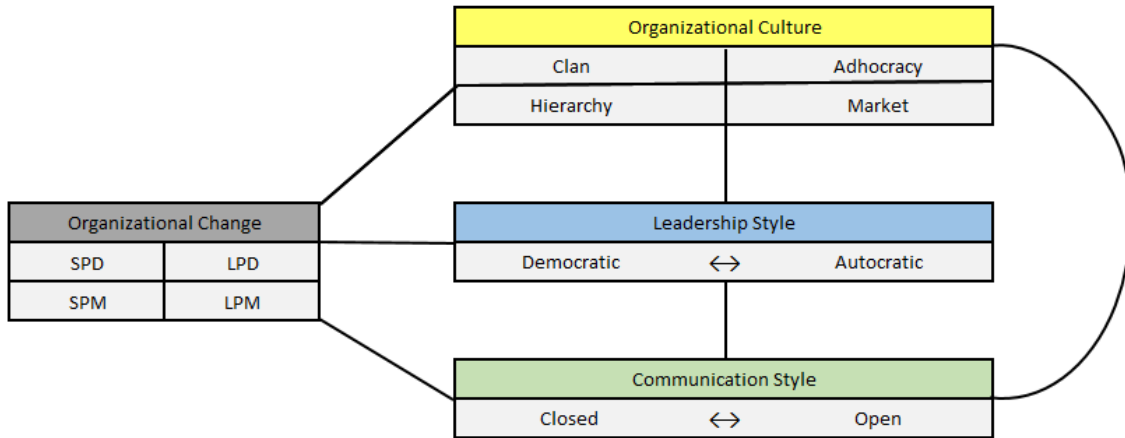 Organizational Culture
Clan Adhocracy
Hierarchy Market
Organizational Change
SPD LPD
SPM LPM
Leadership Style
Democratic ↔ Autocratic
Communication Style
Closed ↔ Open